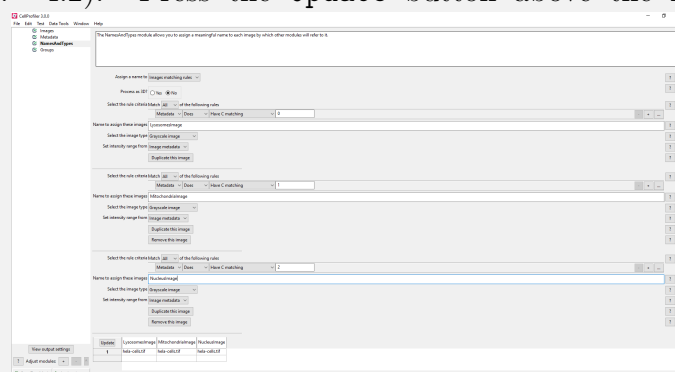 4.2). Press the Update button above the
CellProfiler 3.0.0
File Edit Test Data Tools Window Help
Images
Metadata
NamesAndTypes
Groups
The NamesAndTypes module allows you to assign a meaningful name to each image by which other modules will refer to it.
Assign a name to Images matching rules
Process as 3D? Yes No
Select the rule criteria Match All of the following rules
Metadata Does Have C matching 0
Name to assign these images LysosomesImage
Select the image type Grayscale image
Set intensity range from Image metadata
Duplicate this image
Select the rule criteria Match All of the following rules
Metadata Does Have C matching 1
Name to assign these images MitochondriaImage
Select the image type Grayscale image
Set intensity range from Image metadata
Duplicate this image
Remove this image
Select the rule criteria Match All of the following rules
Metadata Does Have C matching 2
Name to assign these images NucleusImage
Select the image type Grayscale image
Set intensity range from Image metadata
Duplicate this image
Remove this image
Update LysosomesImage MitochondriaImage NucleusImage
1 hela-cells.tif hela-cells.tif hela-cells.tif
View output settings
? Adjust modules: + -